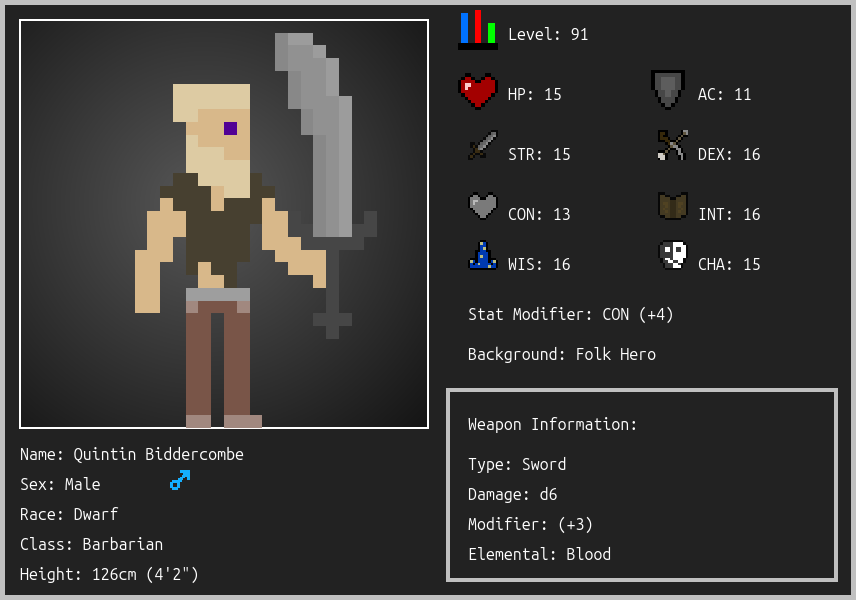 Level: 91
HP: 15
AC: 11
STR: 15
DEX: 16
CON: 13
INT: 16
WIS: 16
CHA: 15
Stat Modifier: CON (+4)
Background: Folk Hero
Weapon Information:
Type: Sword
Damage: d6
Modifier: (+3)
Elemental: Blood
Name: Quintin Biddercombe
Sex: Male
Race: Dwarf
Class: Barbarian
Height: 126cm (4'2")